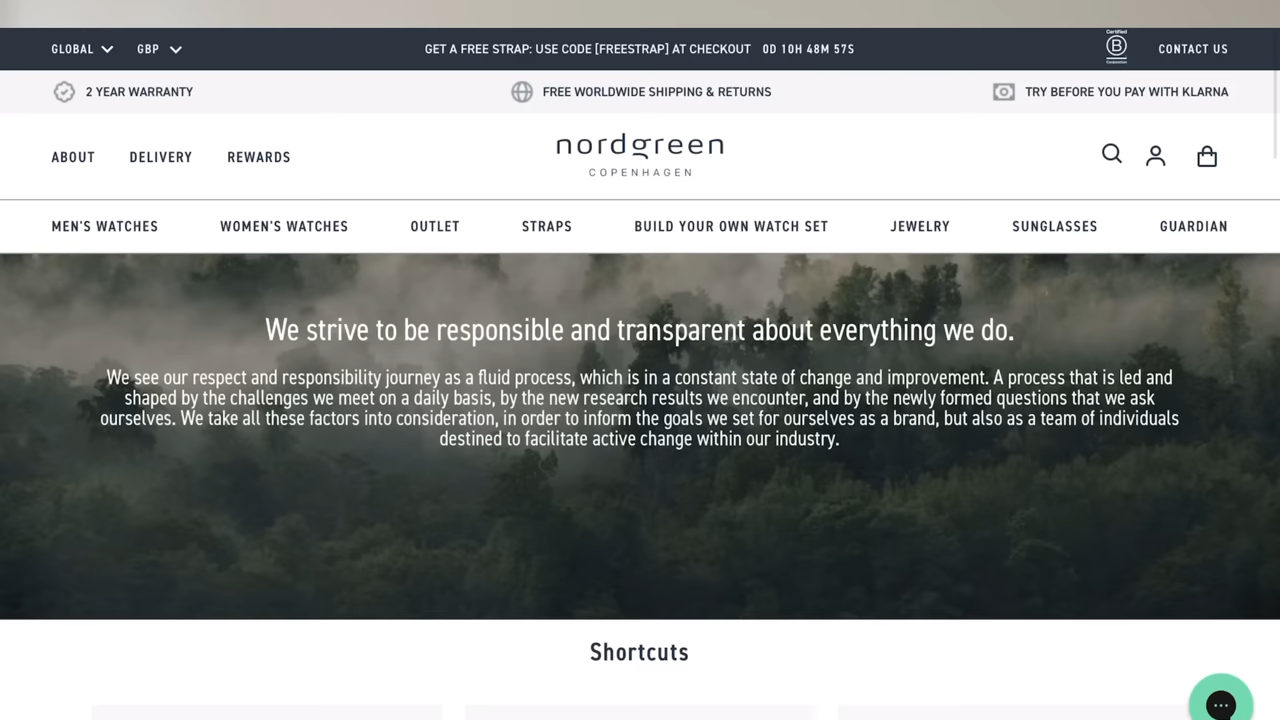 GLOBAL GBP GET A FREE STRAP: USE CODE [FREESTRAP] AT CHECKOUT 0D 10H 48M 57S Certified B Corporation CONTACT US
2 YEAR WARRANTY FREE WORLDWIDE SHIPPING & RETURNS TRY BEFORE YOU PAY WITH KLARNA
ABOUT DELIVERY REWARDS nordgreen
COPENHAGEN
MEN'S WATCHES WOMEN'S WATCHES OUTLET STRAPS BUILD YOUR OWN WATCH SET JEWELRY SUNGLASSES GUARDIAN
We strive to be responsible and transparent about everything we do.
We see our respect and responsibility journey as a fluid process, which is in a constant state of change and improvement. A process that is led and
shaped by the challenges we meet on a daily basis, by the new research results we encounter, and by the newly formed questions that we ask
ourselves. We take all these factors into consideration, in order to inform the goals we set for ourselves as a brand, but also as a team of individuals
destined to facilitate active change within our industry.
Shortcuts